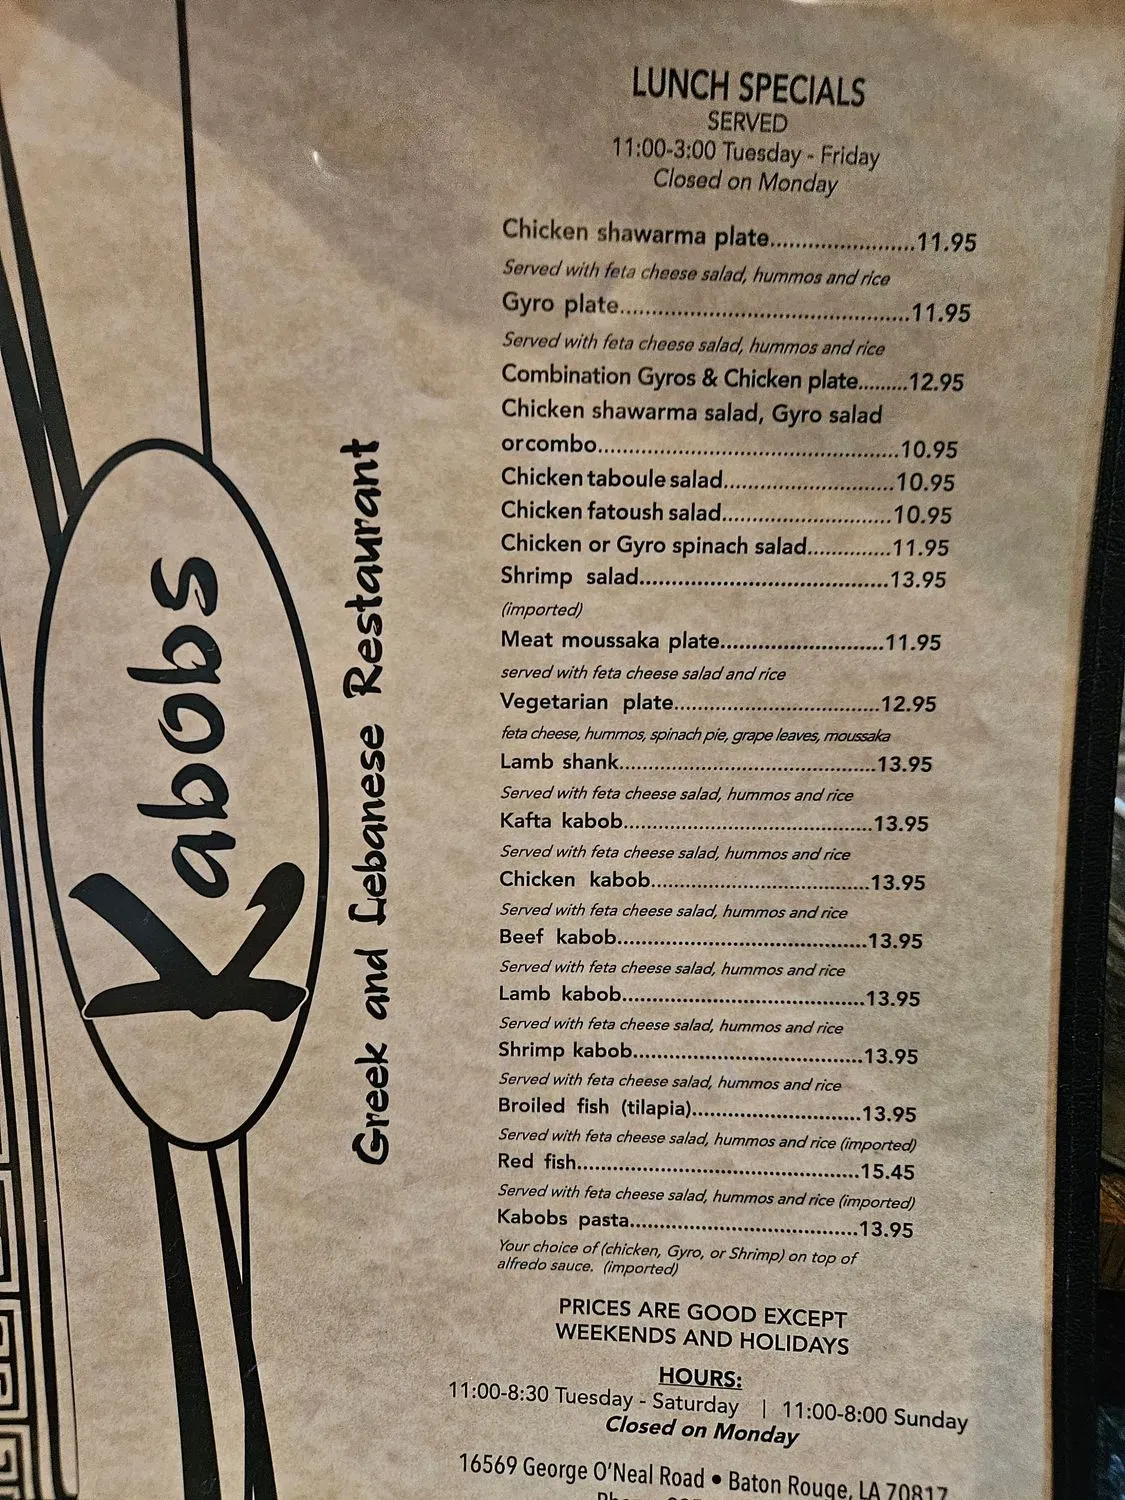 Kabobs
Greek and Lebanese Restaurant
LUNCH SPECIALS
SERVED
11:00-3:00 Tuesday - Friday
Closed on Monday
Chicken shawarma plate........................11.95
Served with feta cheese salad, hummos and rice
Gyro plate................................................11.95
Served with feta cheese salad, hummos and rice
Combination Gyros & Chicken plate.........12.95
Chicken shawarma salad, Gyro salad
orcombo..................................................10.95
Chicken taboule salad.............................10.95
Chicken fatoush salad.............................10.95
Chicken or Gyro spinach salad..............11.95
Shrimp salad..........................................13.95
(imported)
Meat moussaka plate...........................11.95
served with feta cheese salad and rice
Vegetarian plate...................................12.95
feta cheese, hummos, spinach pie, grape leaves, moussaka
Lamb shank...........................................13.95
Served with feta cheese salad, hummos and rice
Kafta kabob..........................................13.95
Served with feta cheese salad, hummos and rice
Chicken kabob.....................................13.95
Served with feta cheese salad, hummos and rice
Beef kabob..........................................13.95
Served with feta cheese salad, hummos and rice
Lamb kabob.........................................13.95
Served with feta cheese salad, hummos and rice
Shrimp kabob.......................................13.95
Served with feta cheese salad, hummos and rice
Broiled fish (tilapia).............................13.95
Served with feta cheese salad, hummos and rice (imported)
Red fish................................................15.45
Served with feta cheese salad, hummos and rice (imported)
Kabobs pasta.......................................13.95
Your choice of (chicken, Gyro, or Shrimp) on top of
alfredo sauce. (imported)
PRICES ARE GOOD EXCEPT
WEEKENDS AND HOLIDAYS
HOURS:
11:00-8:30 Tuesday - Saturday | 11:00-8:00 Sunday
Closed on Monday
16569 George O'Neal Road • Baton Rouge, LA 70817